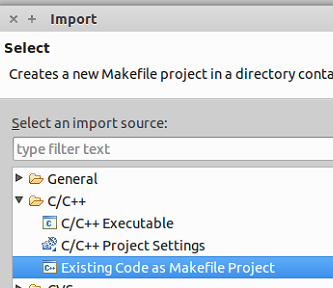 Import
Select
Creates a new Makefile project in a directory conta
Select an import source:
type filter text
General
C/C++
C/C++ Executable
C/C++ Project Settings
Existing Code as Makefile Project